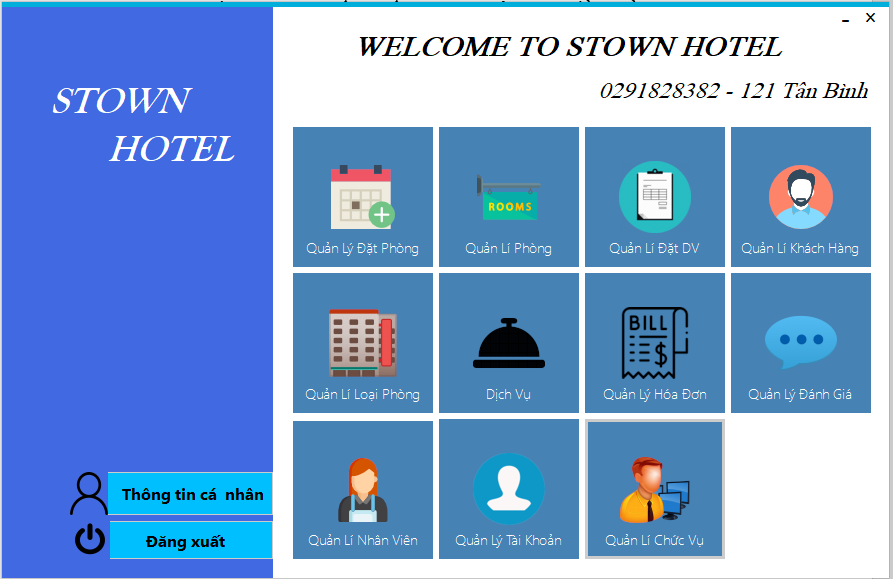 WELCOME TO STOWN HOTEL
0291828382 - 121 Tân Bình
STOWN
HOTEL
ROOMS
Quản Lý Đặt Phòng
Quản Lí Phòng
Quản Lí Đặt DV
Quản Lí Khách Hàng
BILL
$
Quản Lí Loại Phòng
Dịch Vụ
Quản Lý Hóa Đơn
Quản Lý Đánh Giá
Quản Lí Nhân Viên
Quản Lý Tài Khoản
Quản Lí Chức Vụ
Thông tin cá  nhân
Đăng xuất